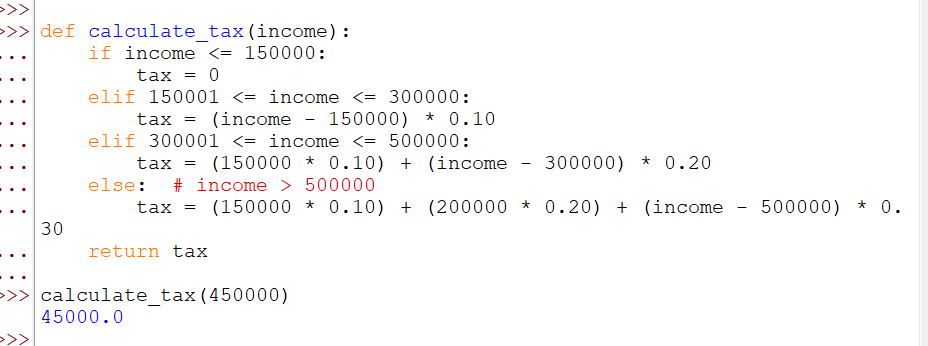 >>>
>>> def calculate_tax(income):
...     if income <= 150000:
...         tax = 0
...     elif 150001 <= income <= 300000:
...         tax = (income - 150000) * 0.10
...     elif 300001 <= income <= 500000:
...         tax = (150000 * 0.10) + (income - 300000) * 0.20
...     else:  # income > 500000
...         tax = (150000 * 0.10) + (200000 * 0.20) + (income - 500000) * 0.
30
...     return tax
...
>>> calculate_tax(450000)
45000.0
>>>